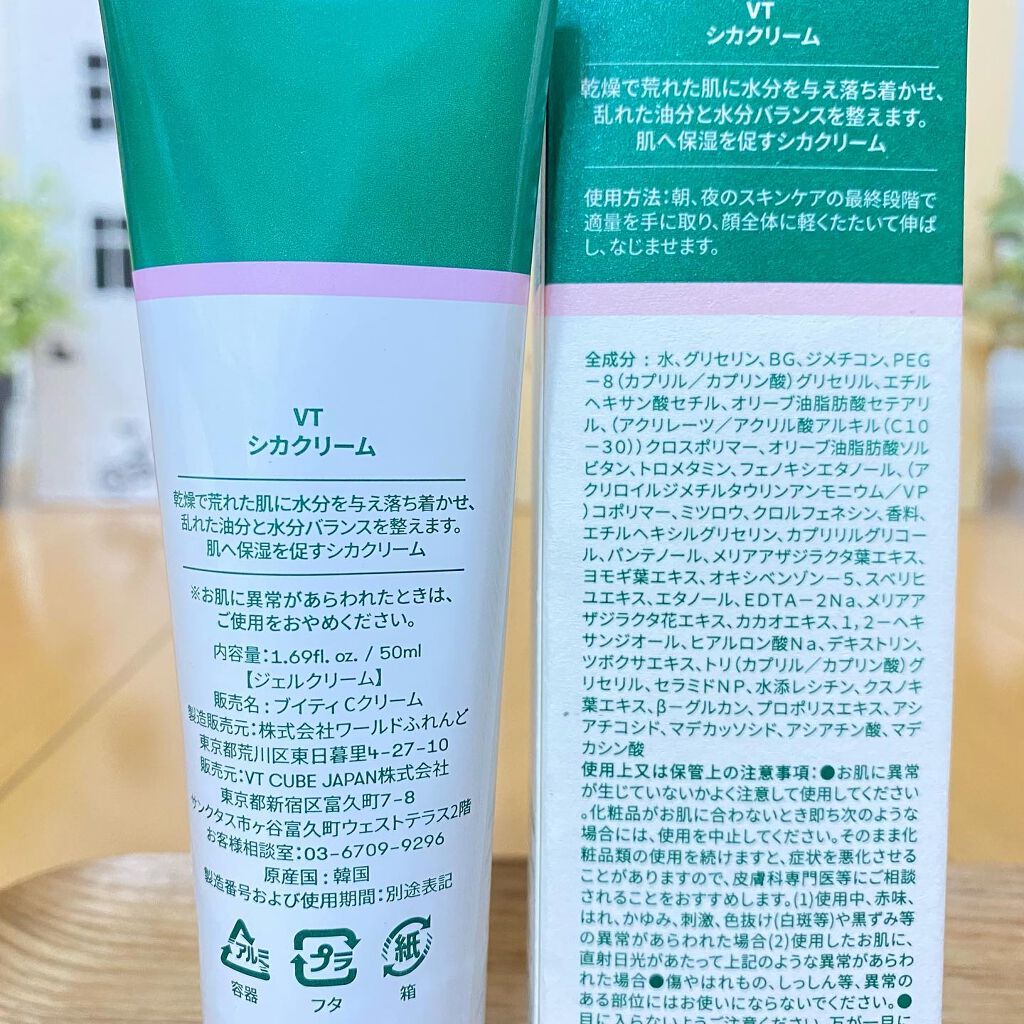 VT
シカクリーム
乾燥で荒れた肌に水分を与え落ち着かせ、
乱れた油分と水分バランスを整えます。
肌へ保湿を促すシカクリーム
※お肌に異常があらわれたときは、
ご使用をおやめください。
内容量:1.69fl. oz. / 50ml
【ジェルクリーム】
販売名:ブイティ Cクリーム
製造販売元:株式会社ワールドふれんど
東京都荒川区東日暮里4-27-10
販売元:VT CUBE JAPAN株式会社
東京都新宿区富久町7-8
サンクタス市ヶ谷富久町ウェストテラス2階
お客様相談室:03-6709-9296
原産国:韓国
製造番号および使用期間:別途表記
アルミ
容器
プラ
フタ
紙
箱
VT
シカクリーム
乾燥で荒れた肌に水分を与え落ち着かせ、
乱れた油分と水分バランスを整えます。
肌へ保湿を促すシカクリーム
使用方法:朝、夜のスキンケアの最終段階で
適量を手に取り、顔全体に軽くたたいて伸ば
し、なじませます。
全成分:水、グリセリン、BG、ジメチコン、PEG
-8(カプリル/カプリン酸)グリセリル、エチル
ヘキサン酸セチル、オリーブ油脂肪酸セテアリ
ル、(アクリレーツ/アクリル酸アルキル(C10
-30))クロスポリマー、オリーブ油脂肪酸ソル
ビタン、トロメタミン、フェノキシエタノール、(ア
クリロイルジメチルタウリンアンモニウム/VP
)コポリマー、ミツロウ、クロルフェネシン、香料、
エチルヘキシルグリセリン、カプリリルグリコー
ル、パンテノール、メリアアザジラクタ葉エキス、
ヨモギ葉エキス、オキシベンゾン-5、スベリヒ
ユエキス、エタノール、EDTA-2Na、メリアア
ザジラクタ花エキス、カカオエキス、1,2-ヘキ
サンジオール、ヒアルロン酸Na、デキストリン、
ツボクサエキス、トリ(カプリル/カプリン酸)グ
リセリル、セラミドNP、水添レシチン、クスノキ
葉エキス、β-グルカン、プロポリスエキス、アシ
アチコシド、マデカッソシド、アシアチン酸、マデ
カシン酸
使用上又は保管上の注意事項:●お肌に異常
が生じていないかよく注意して使用してください
。化粧品がお肌に合わないとき即ち次のような
場合には、使用を中止してください。そのまま化
粧品類の使用を続けますと、症状を悪化させる
ことがありますので、皮膚科専門医等にご相談
されることをおすすめします。(1)使用中、赤味、
はれ、かゆみ、刺激、色抜け(白斑等)や黒ずみ等
の異常があらわれた場合(2)使用したお肌に、
直射日光があたって上記のような異常があらわ
れた場合●傷やはれもの、しっしん等、異常の
ある部位にはお使いにならないでください。●
目に入らないようご注意ください。万が一目に